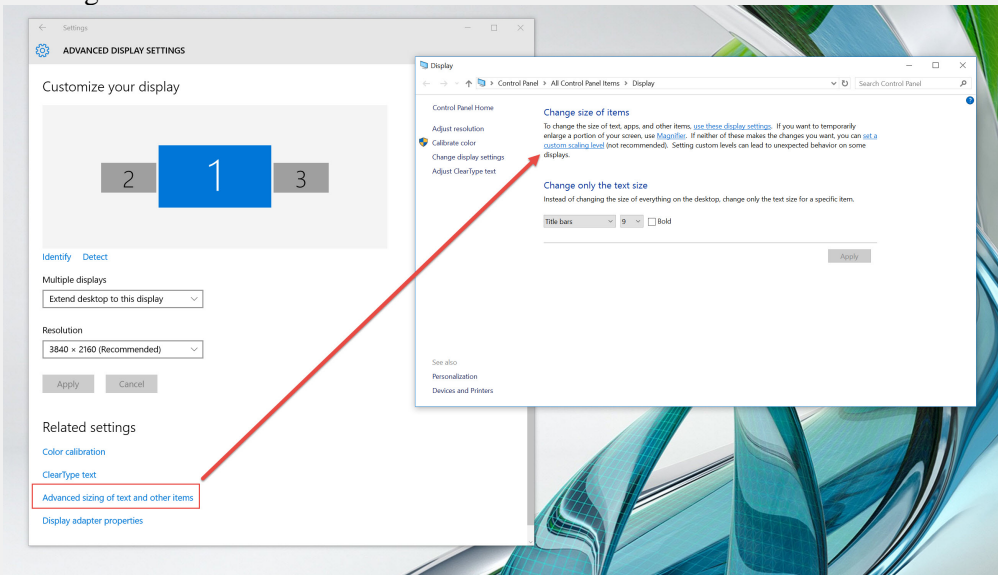 Settings
ADVANCED DISPLAY SETTINGS
Customize your display
2 1 3
Identify Detect
Multiple displays
Extend desktop to this display
Resolution
3840 × 2160 (Recommended)
Apply Cancel
Related settings
Color calibration
ClearType text
Advanced sizing of text and other items
Display adapter properties
Display
Control Panel > All Control Panel Items > Display
Search Control Panel
Control Panel Home
Adjust resolution
Calibrate color
Change display settings
Adjust ClearType text
See also
Personalization
Devices and Printers
Change size of items
To change the size of text, apps, and other items, use these display settings. If you want to temporarily
enlarge a portion of your screen, use Magnifier. If neither of these makes the changes you want, you can set a
custom scaling level (not recommended). Setting custom levels can lead to unexpected behavior on some
displays.
Change only the text size
Instead of changing the size of everything on the desktop, change only the text size for a specific item.
Title bars 9 Bold
Apply